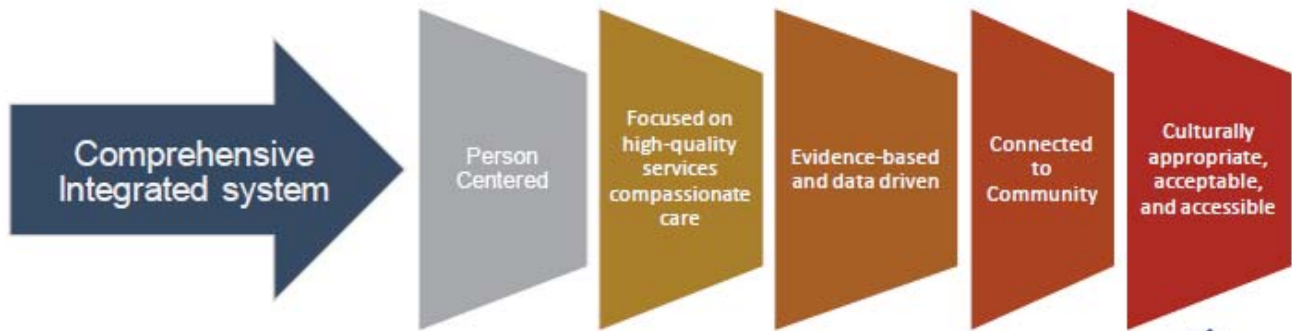 Comprehensive
Integrated system
Person
Centered
Focused on
high-quality
services
compassionate
care
Evidence-based
and data driven
Connected
to
Community
Culturally
appropriate,
acceptable,
and accessible